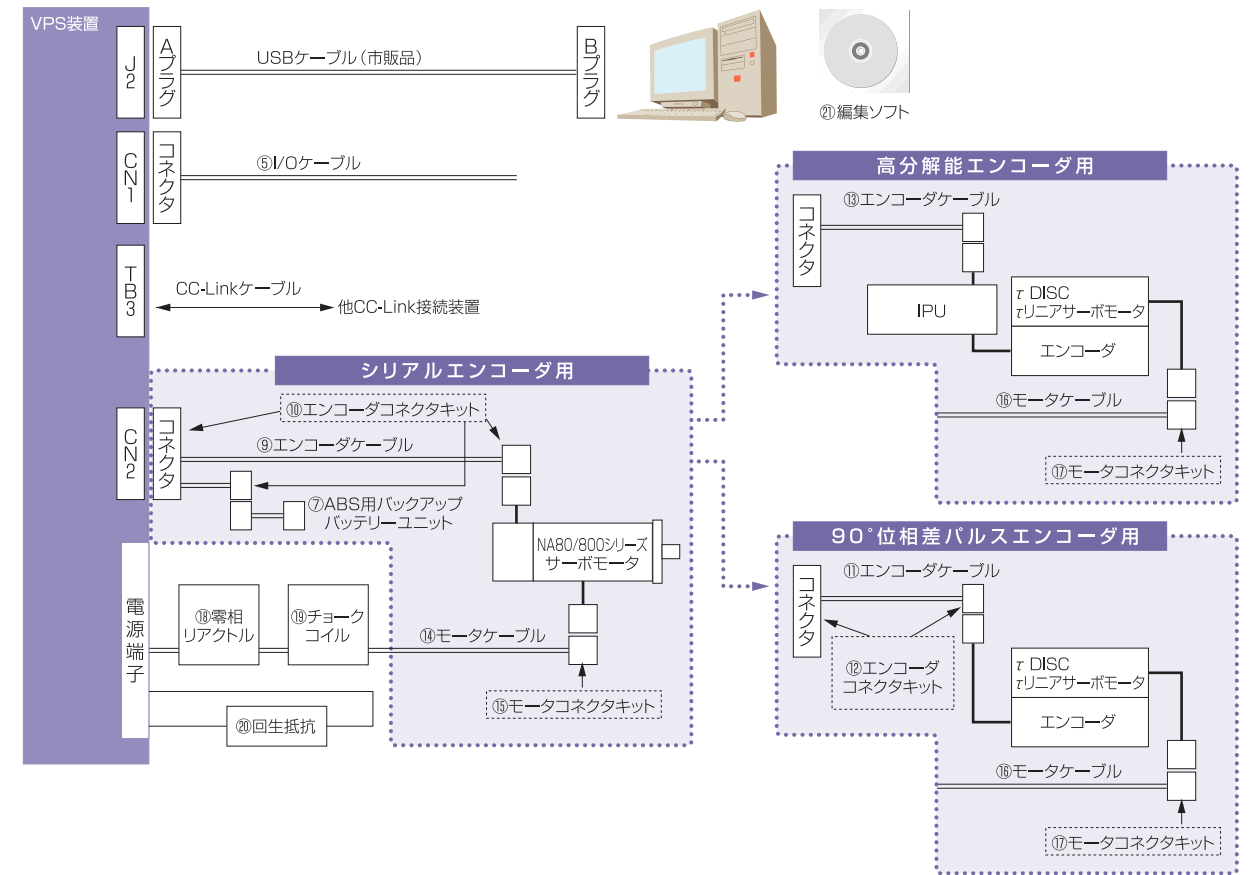 VPS装置
J2
Aプラグ
USBケーブル（市販品）
Bプラグ
㉑編集ソフト
CN1
コネクタ
⑤I/Oケーブル
TB3
CC-Linkケーブル
他CC-Link接続装置
シリアルエンコーダ用
CN2
コネクタ
⑩エンコーダコネクタキット
⑨エンコーダケーブル
⑦ABS用バックアップ
バッテリーユニット
NA80/800シリーズ
サーボモータ
電源端子
⑱零相
リアクトル
⑲チョーク
コイル
⑭モータケーブル
⑮モータコネクタキット
⑳回生抵抗
高分解能エンコーダ用
コネクタ
⑬エンコーダケーブル
IPU
τ DISC
τリニアサーボモータ
エンコーダ
⑯モータケーブル
⑰モータコネクタキット
90°位相差パルスエンコーダ用
コネクタ
⑪エンコーダケーブル
⑫エンコーダ
コネクタキット
τ DISC
τリニアサーボモータ
エンコーダ
⑯モータケーブル
⑰モータコネクタキット